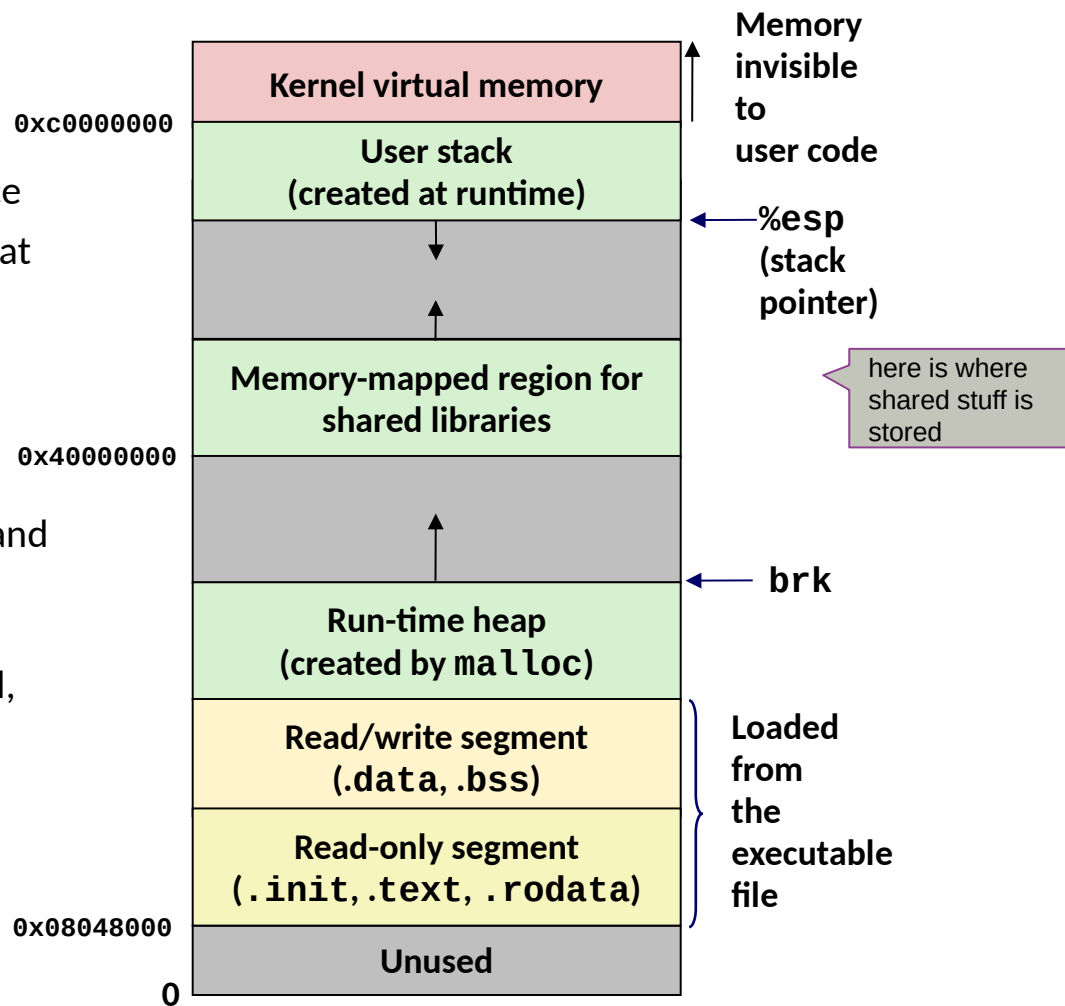 Memory
invisible
to
user code
Kernel virtual memory
0xc0000000
User stack
(created at runtime)
%esp
(stack
pointer)
at
Memory-mapped region for
shared libraries
here is where
shared stuff is
stored
0x40000000
and
brk
Run-time heap
(created by malloc)
Loaded
from
the
executable
file
Read/write segment
(.data, .bss)
Read-only segment
(.init, .text, .rodata)
0x08048000
Unused
0